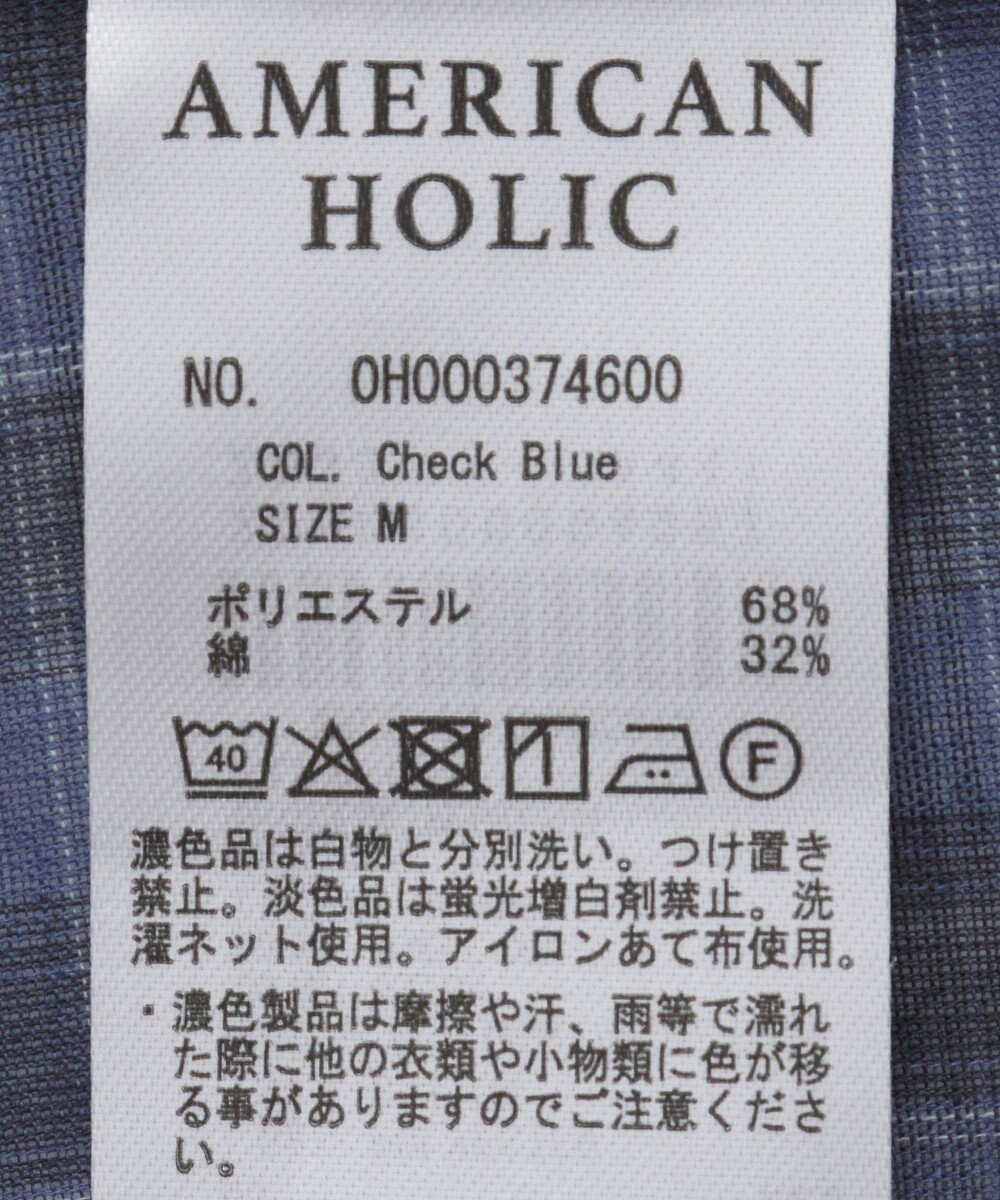 AMERICAN
HOLIC
NO. OH000374600
COL. Check Blue
SIZE M
ポリエステル 68%
綿 32%
40 F
濃色品は白物と分別洗い。つけ置き
禁止。淡色品は蛍光増白剤禁止。洗
濯ネット使用。アイロンあて布使用。
・濃色製品は摩擦や汗、雨等で濡れ
た際に他の衣類や小物類に色が移
る事がありますのでご注意くださ
い。